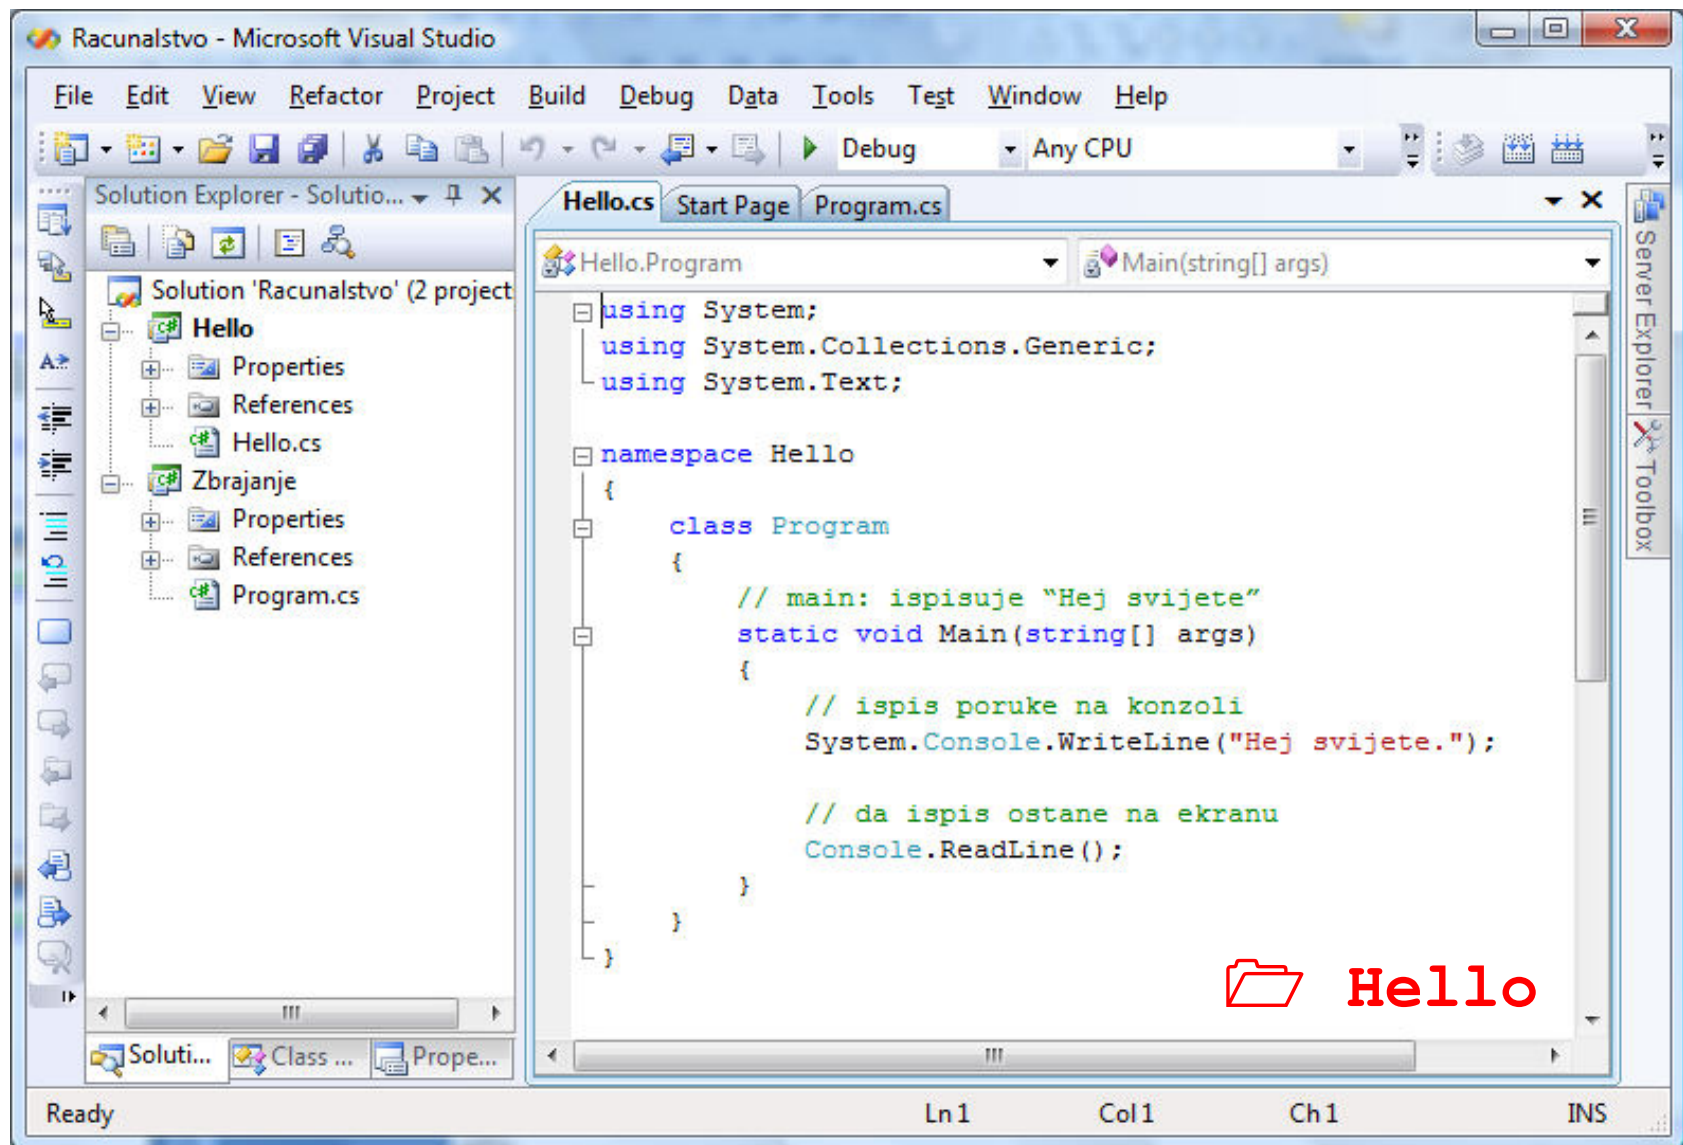 Racunalstvo - Microsoft Visual Studio
File Edit View Refactor Project Build Debug Data Tools Test Window Help
Debug Any CPU
Solution Explorer - Solutio...
Solution 'Racunalstvo' (2 project
Hello
Properties
References
Hello.cs
Zbrajanje
Properties
References
Program.cs
Soluti... Class ... Prope...
Hello.cs Start Page Program.cs
Hello.Program Main(string[] args)
using System;
using System.Collections.Generic;
using System.Text;
namespace Hello
{
class Program
{
// main: ispisuje “Hej svijete”
static void Main(string[] args)
{
// ispis poruke na konzoli
System.Console.WriteLine("Hej svijete.");
// da ispis ostane na ekranu
Console.ReadLine();
}
}
}
Hello
Server Explorer
Toolbox
Ready Ln 1 Col 1 Ch 1 INS